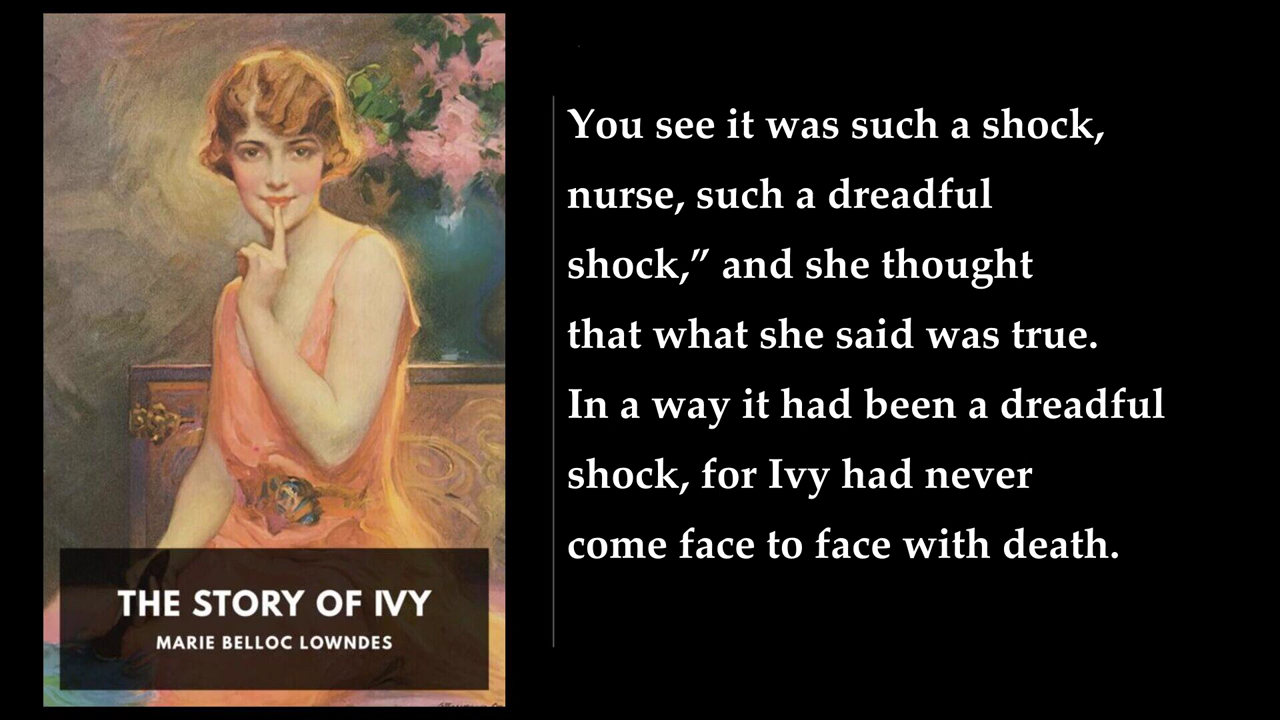 THE STORY OF IVY
MARIE BELLOC LOWNDES
You see it was such a shock,
nurse, such a dreadful
shock,” and she thought
that what she said was true.
In a way it had been a dreadful
shock, for Ivy had never
come face to face with death.